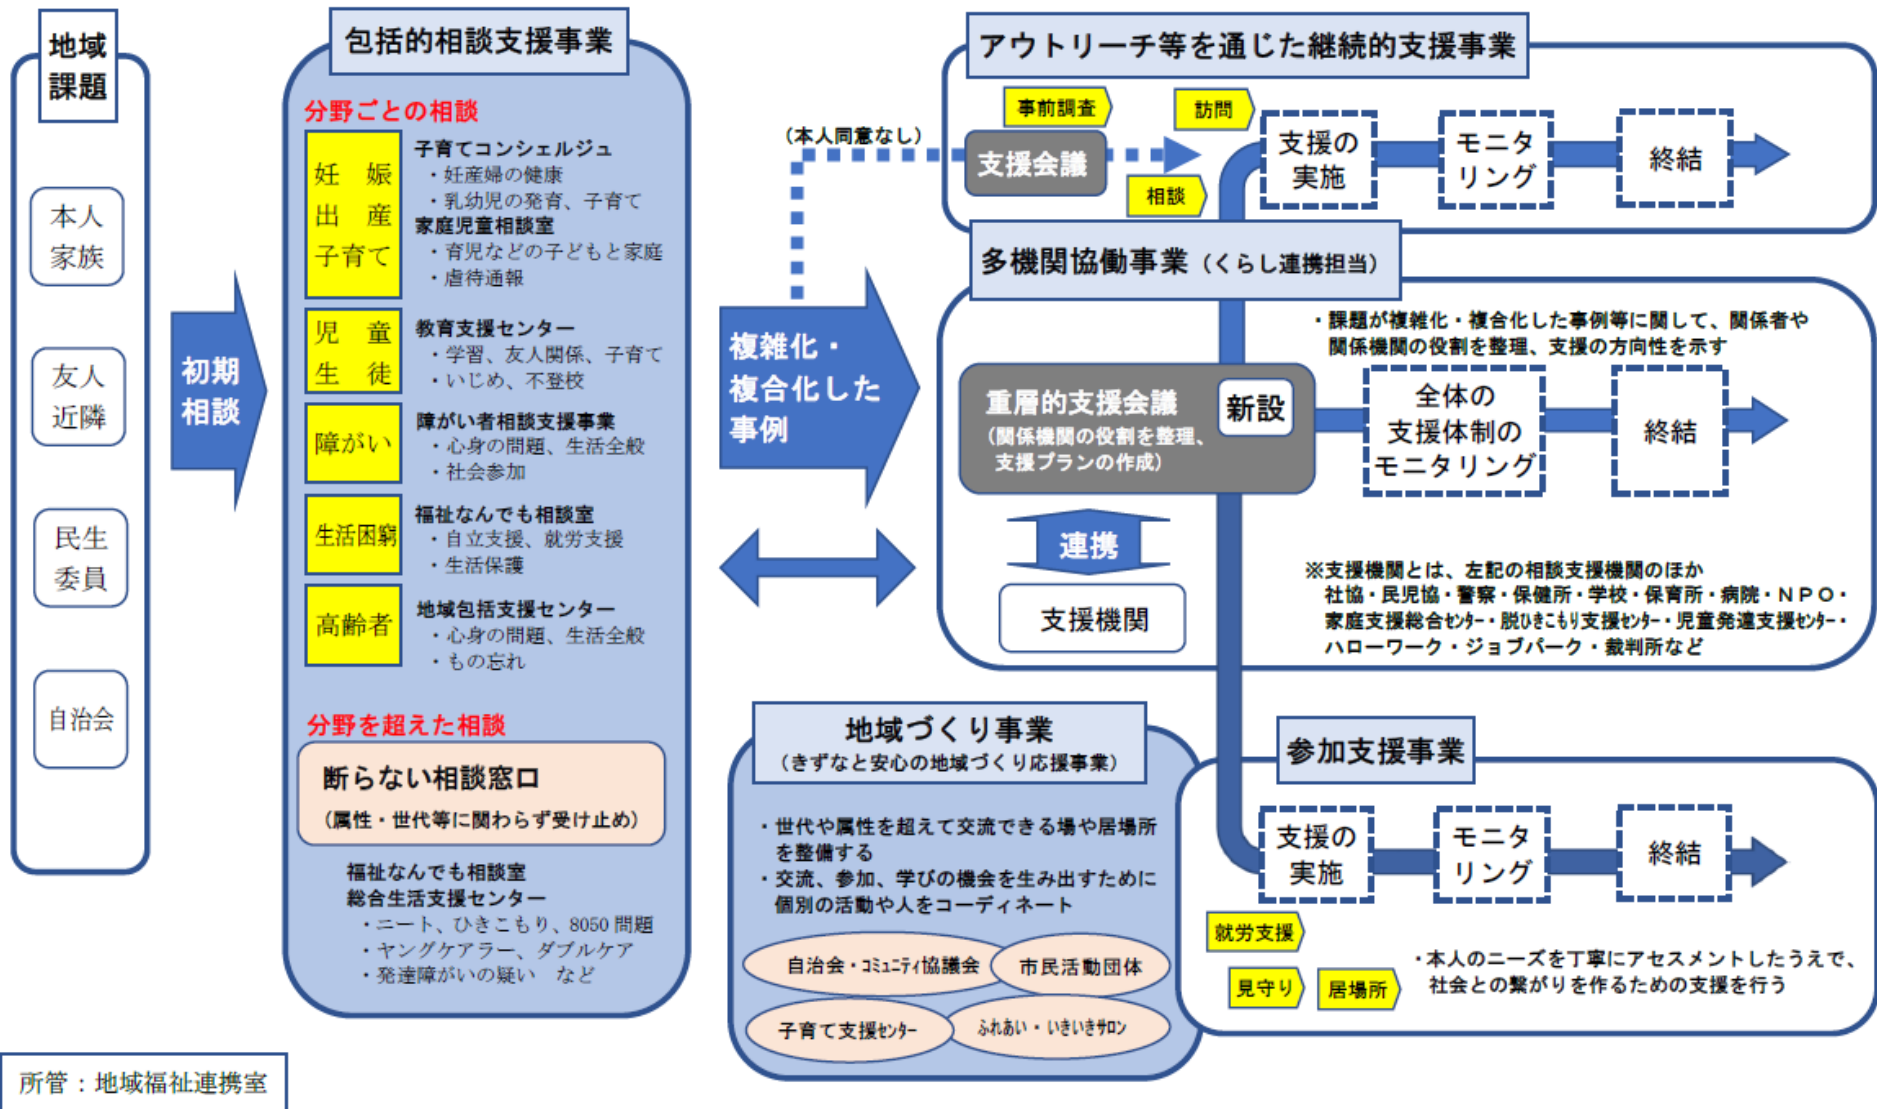 地域
課題
本人
家族
友人
近隣
民生
委員
自治会
初期
相談
包括的相談支援事業
分野ごとの相談
妊　娠
出　産
子育て
子育てコンシェルジュ
・妊産婦の健康
・乳幼児の発育、子育て
家庭児童相談室
・育児などの子どもと家庭
・虐待通報
児　童
生　徒
教育支援センター
・学習、友人関係、子育て
・いじめ、不登校
障がい
障がい者相談支援事業
・心身の問題、生活全般
・社会参加
生活困窮
福祉なんでも相談室
・自立支援、就労支援
・生活保護
高齢者
地域包括支援センター
・心身の問題、生活全般
・もの忘れ
分野を超えた相談
断らない相談窓口
（属性・世代等に関わらず受け止め）
福祉なんでも相談室
総合生活支援センター
・ニート、ひきこもり、8050 問題
・ヤングケアラー、ダブルケア
・発達障がいの疑い　など
複雑化・
複合化した
事例
（本人同意なし）
アウトリーチ等を通じた継続的支援事業
事前調査
訪問
支援会議
相談
支援の
実施
モニタ
リング
終結
多機関協働事業（くらし連携担当）
・課題が複雑化・複合化した事例等に関して、関係者や
関係機関の役割を整理、支援の方向性を示す
重層的支援会議
（関係機関の役割を整理、
支援プランの作成）
新設
全体の
支援体制の
モニタリング
終結
連携
支援機関
※支援機関とは、左記の相談支援機関のほか
社協・民児協・警察・保健所・学校・保育所・病院・ＮＰＯ・
家庭支援総合ｾﾝﾀｰ・脱ひきこもり支援ｾﾝﾀｰ・児童発達支援ｾﾝﾀｰ・
ハローワーク・ジョブパーク・裁判所など
地域づくり事業
（きずなと安心の地域づくり応援事業）
・世代や属性を超えて交流できる場や居場所
を整備する
・交流、参加、学びの機会を生み出すために
個別の活動や人をコーディネート
自治会・ｺﾐｭﾆﾃｨ協議会
市民活動団体
子育て支援ｾﾝﾀｰ
ふれあい・いきいきｻﾛﾝ
参加支援事業
支援の
実施
モニタ
リング
終結
就労支援
見守り
居場所
・本人のニーズを丁寧にアセスメントしたうえで、
社会との繋がりを作るための支援を行う
所管：地域福祉連携室